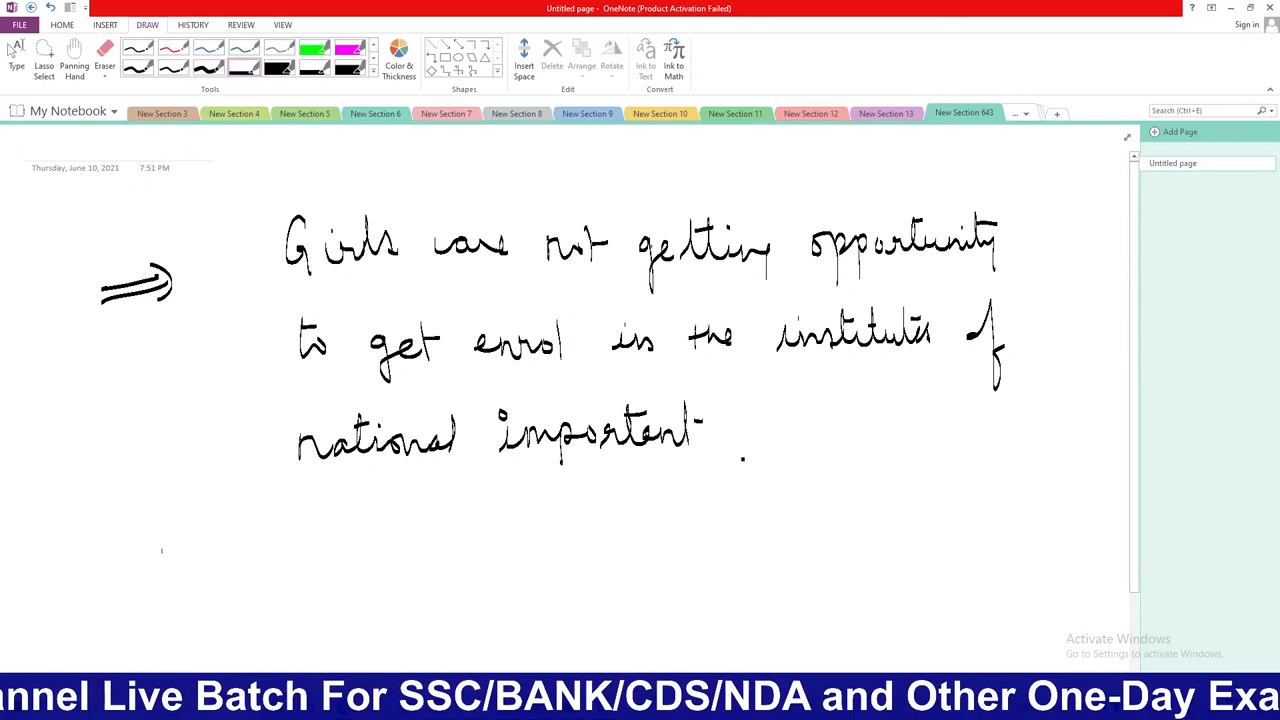 Untitled page - OneNote (Product Activation Failed)
FILE HOME INSERT DRAW HISTORY REVIEW VIEW
Sign in
Type Lasso Select Panning Hand Eraser Color & Thickness Insert Space Delete Arrange Rotate Ink to Text Ink to Math
Tools Shapes Edit Convert
My Notebook New Section 3 New Section 4 New Section 5 New Section 6 New Section 7 New Section 8 New Section 9 New Section 10 New Section 11 New Section 12 New Section 13 New Section 643 ... Search (Ctrl+E)
Add Page
Untitled page
Thursday, June 10, 2021 7:51 PM
Girls are not getting opportunity
to get enrol in the institutes of
national important .
Activate Windows
Go to Settings to activate Windows.
annel Live Batch For SSC/BANK/CDS/NDA and Other One-Day Exa